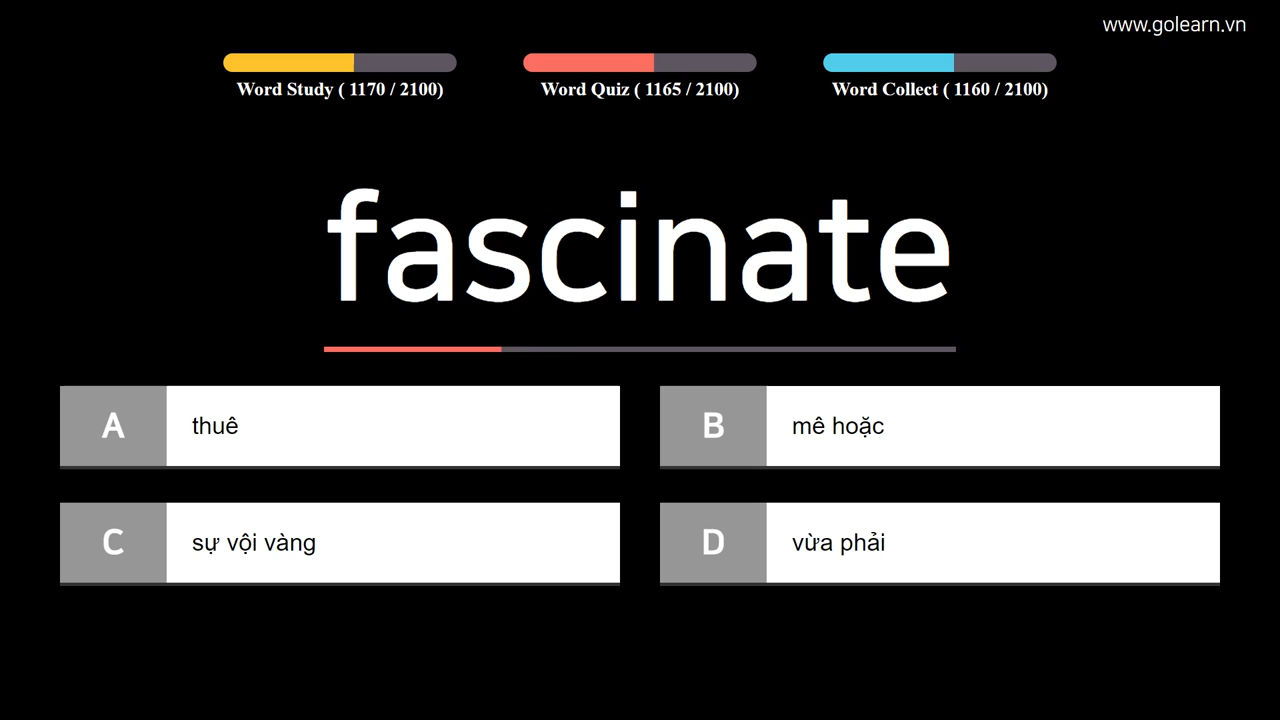 www.golearn.vn
Word Study ( 1170 / 2100)
Word Quiz ( 1165 / 2100)
Word Collect ( 1160 / 2100)
fascinate
A thuê
B mê hoặc
C sự vội vàng
D vừa phải